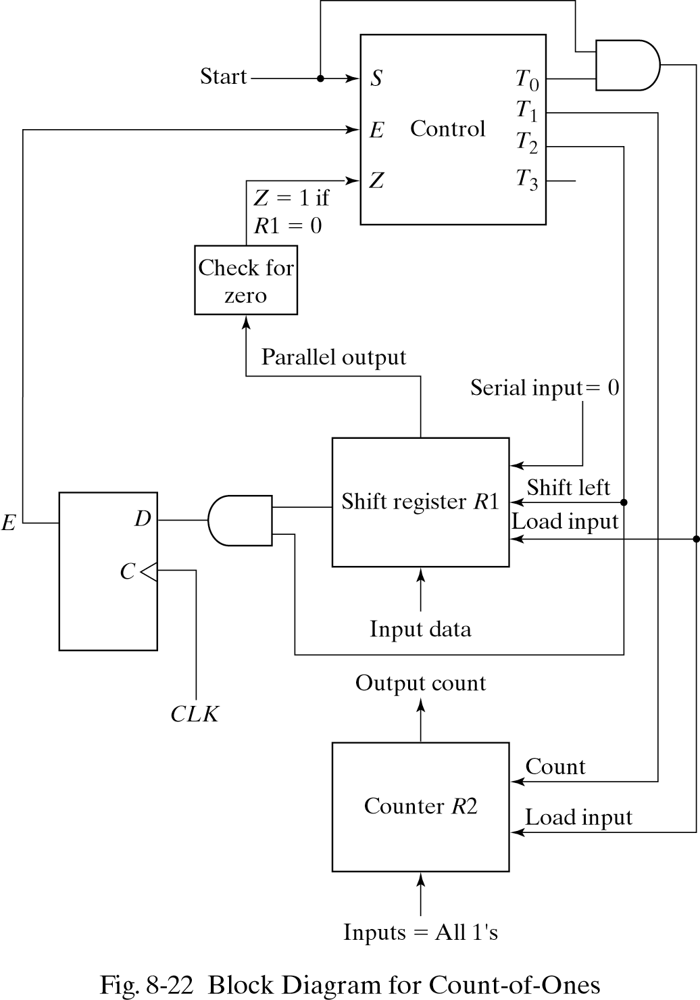 Start
S
T0
T1
E
Control
T2
Z
T3
Z = 1 if
R1 = 0
Check for
zero
Parallel output
Serial input = 0
Shift left
Shift register R1
Load input
E
D
C
Input data
Output count
CLK
Count
Counter R2
Load input
Inputs = All 1's
Fig. 8-22 Block Diagram for Count-of-Ones